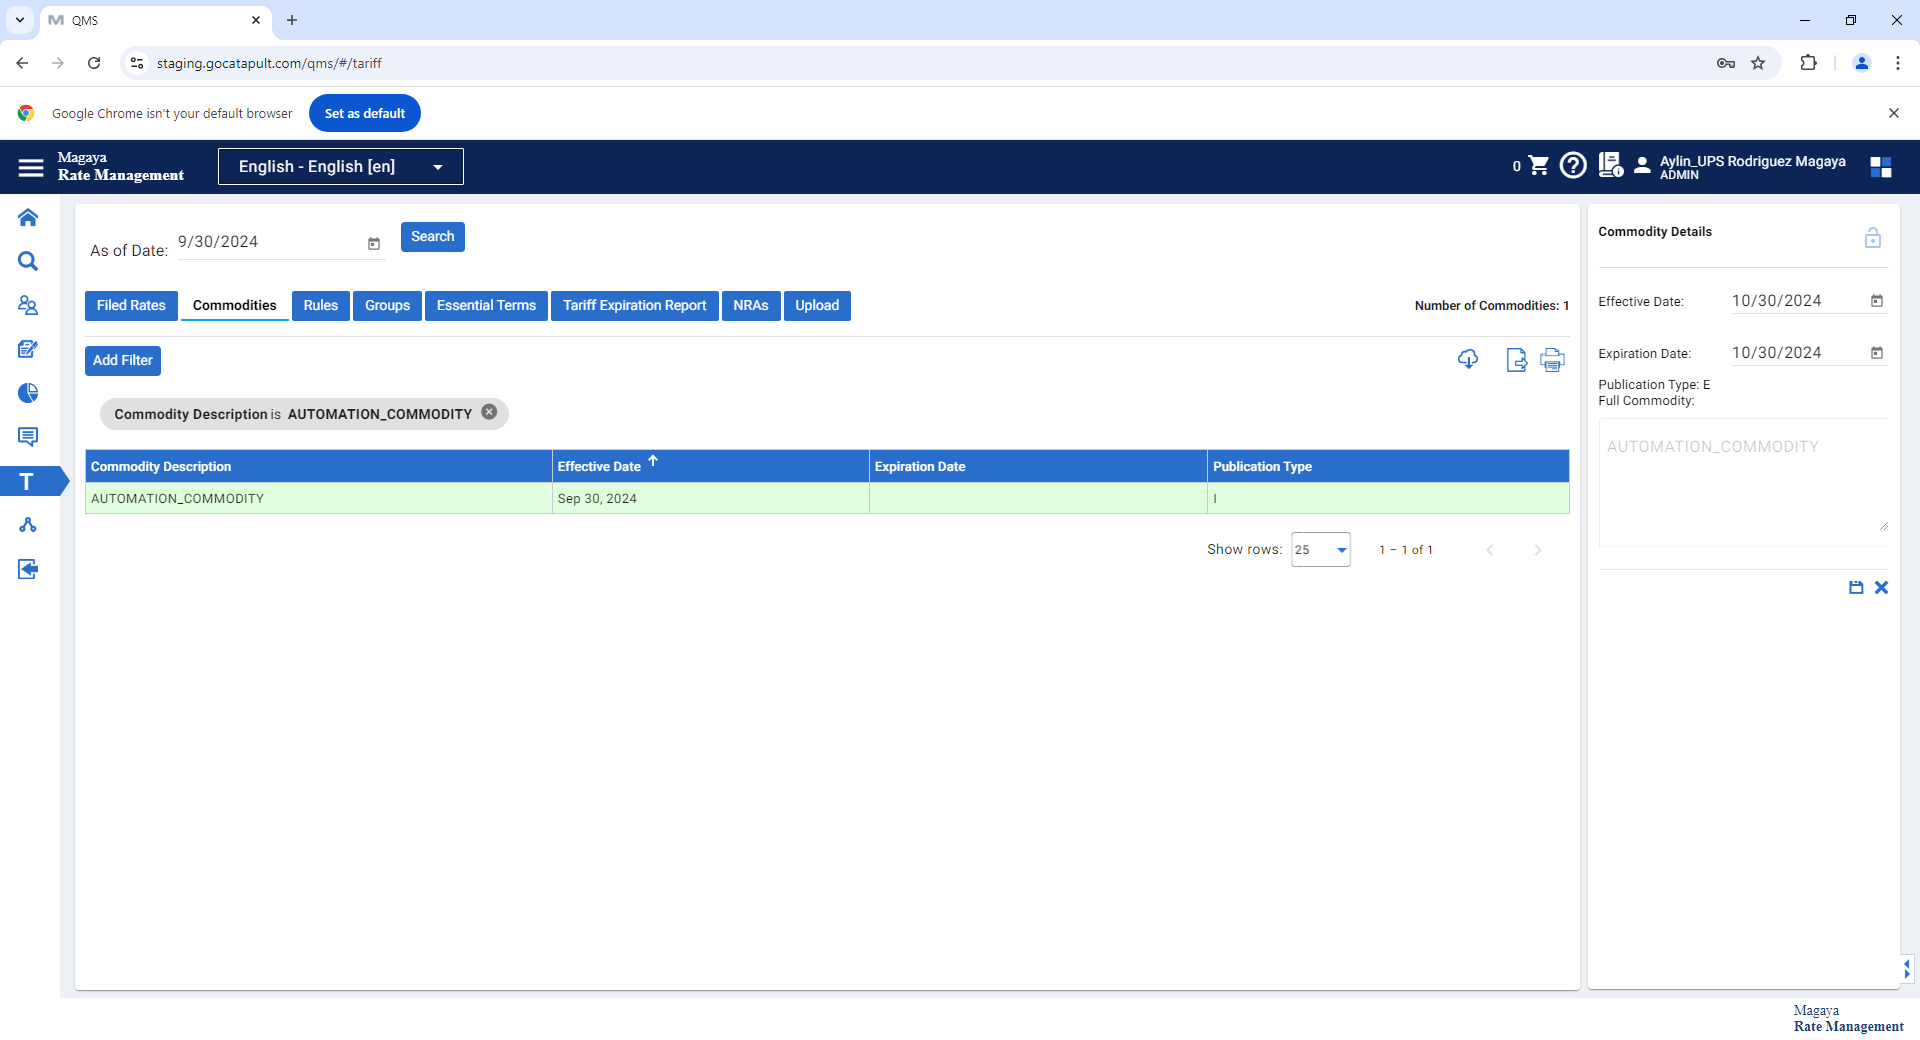 QMS
staging.gocatapult.com/qms/#/tariff
Google Chrome isn't your default browser
Set as default
Magaya
Rate Management
English - English [en]
0
Aylin_UPS Rodriguez Magaya
ADMIN
As of Date:
9/30/2024
Search
Filed Rates
Commodities
Rules
Groups
Essential Terms
Tariff Expiration Report
NRAs
Upload
Number of Commodities: 1
Add Filter
Commodity Description is AUTOMATION_COMMODITY
Commodity Description
Effective Date
Expiration Date
Publication Type
AUTOMATION_COMMODITY
Sep 30, 2024
I
Show rows:
25
1 – 1 of 1
T
Commodity Details
Effective Date:
10/30/2024
Expiration Date:
10/30/2024
Publication Type: E
Full Commodity:
AUTOMATION_COMMODITY
Magaya
Rate Management